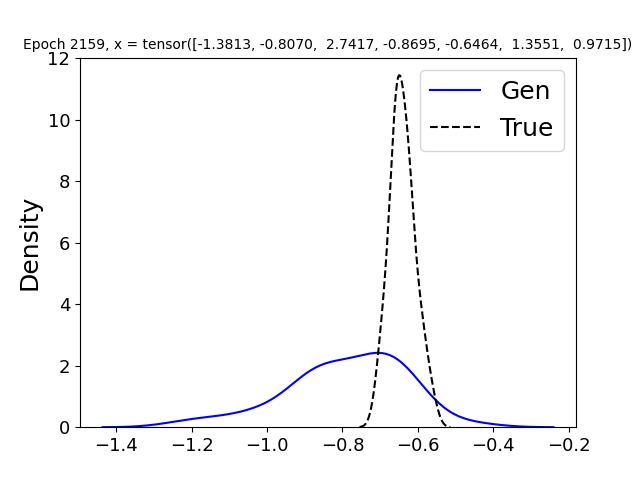 Epoch 2159, x = tensor([-1.3813, -0.8070,  2.7417, -0.8695, -0.6464,  1.3551,  0.9715])
12
10
8
6
4
2
0
Density
Gen
True
−1.4 −1.2 −1.0 −0.8 −0.6 −0.4 −0.2